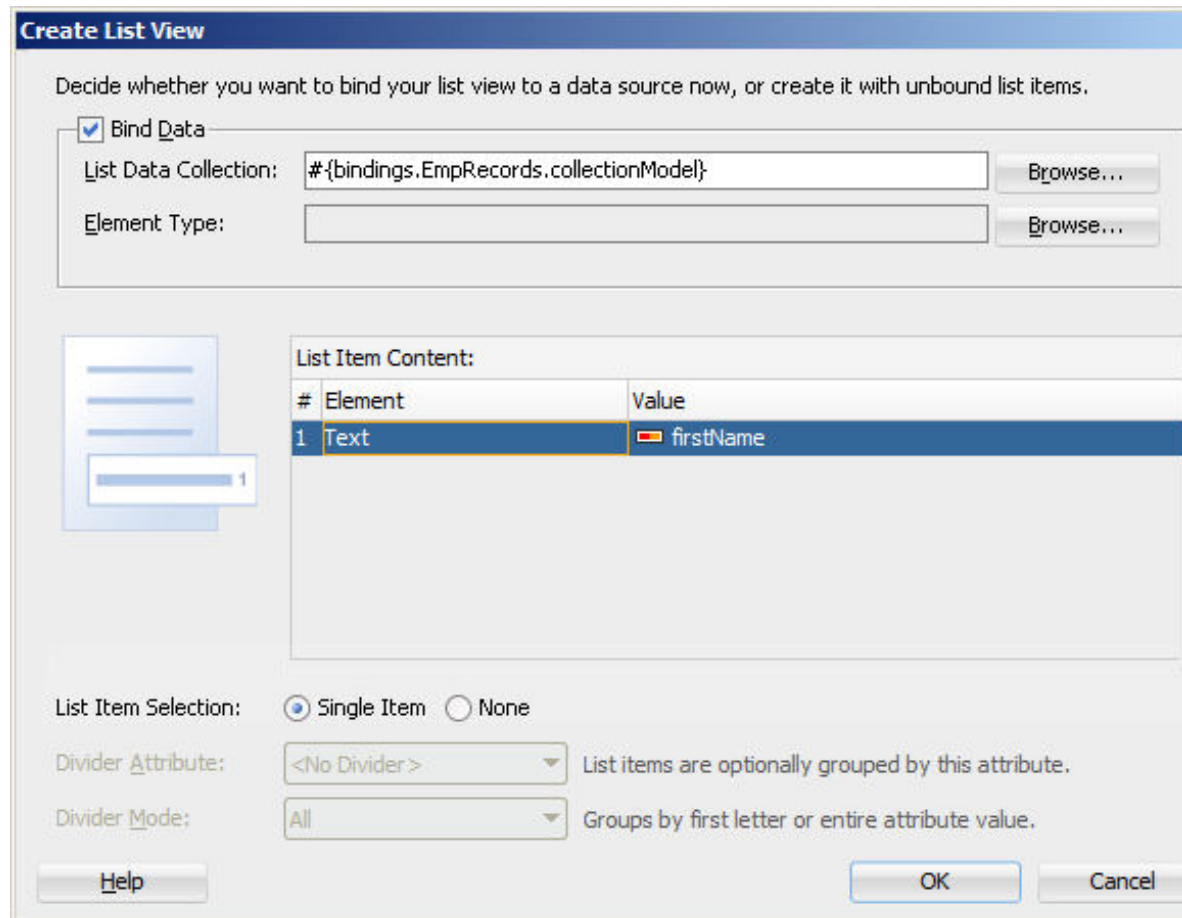 Create List View
Decide whether you want to bind your list view to a data source now, or create it with unbound list items.
Bind Data
List Data Collection: #{bindings.EmpRecords.collectionModel} Browse...
Element Type: Browse...
List Item Content:
# Element Value
1 Text firstName
1
List Item Selection: Single Item None
Divider Attribute: <No Divider> List items are optionally grouped by this attribute.
Divider Mode: All Groups by first letter or entire attribute value.
Help OK Cancel